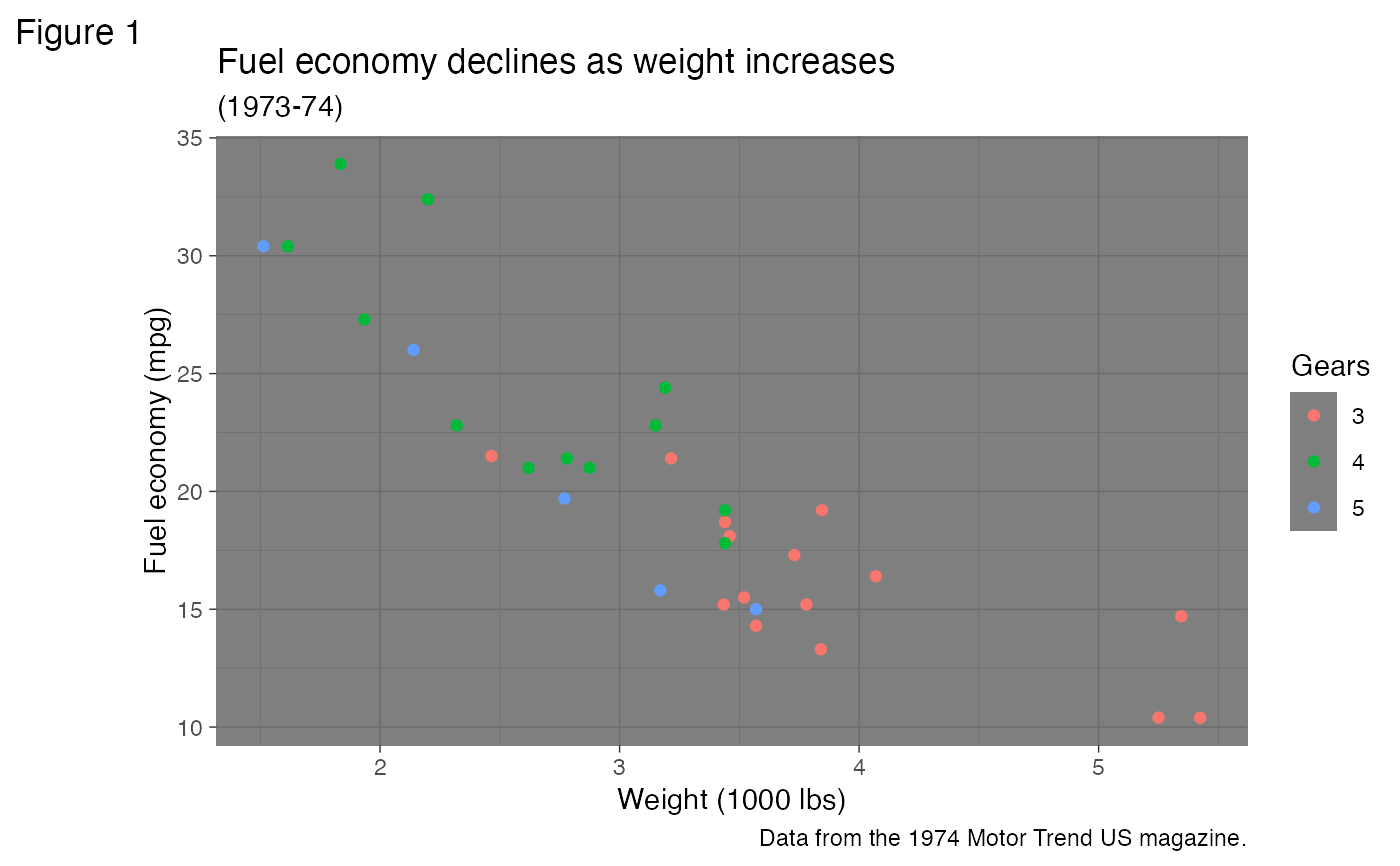 Figure 1
Fuel economy declines as weight increases
(1973-74)
35
30
25
20
15
10
Fuel economy (mpg)
2 3 4 5
Weight (1000 lbs)
Gears
3
4
5
Data from the 1974 Motor Trend US magazine.